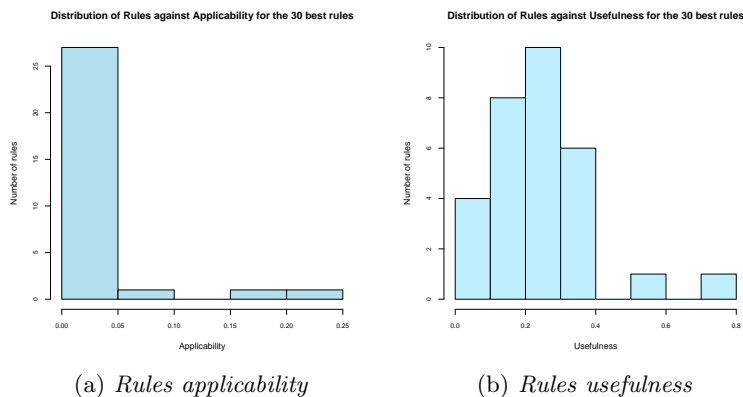 Distribution of Rules against Applicability for the 30 best rules
Number of rules
25
20
15
10
5
0
0.00 0.05 0.10 0.15 0.20 0.25
Applicability
(a) Rules applicability
Distribution of Rules against Usefulness for the 30 best rules
Number of rules
10
8
6
4
2
0
0.0 0.2 0.4 0.6 0.8
Usefulness
(b) Rules usefulness